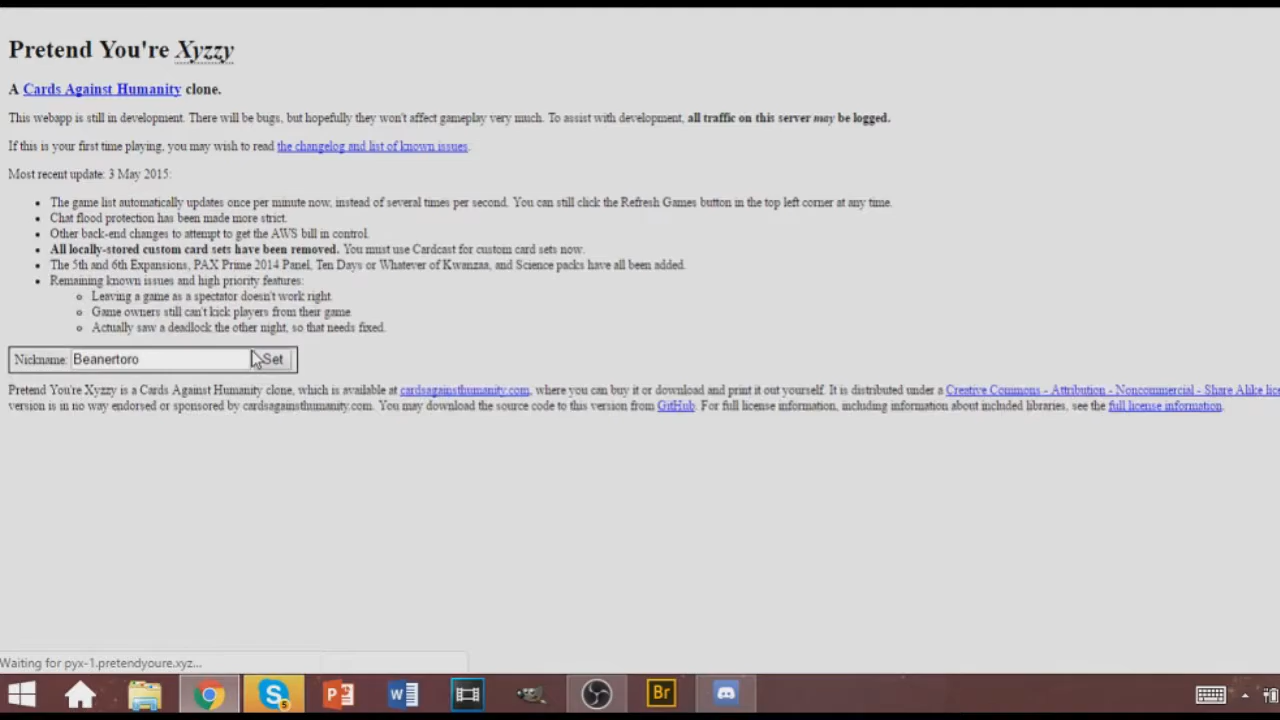 Pretend You're Xyzzy
A Cards Against Humanity clone.
This webapp is still in development. There will be bugs, but hopefully they won't affect gameplay very much. To assist with development, all traffic on this server may be logged.
If this is your first time playing, you may wish to read the changelog and list of known issues.
Most recent update: 3 May 2015:
The game list automatically updates once per minute now, instead of several times per second. You can still click the Refresh Games button in the top left corner at any time.
Chat flood protection has been made more strict.
Other back-end changes to attempt to get the AWS bill in control.
All locally-stored custom card sets have been removed. You must use Cardcast for custom card sets now.
The 5th and 6th Expansions, PAX Prime 2014 Panel, Ten Days or Whatever of Kwanzaa, and Science packs have all been added.
Remaining known issues and high priority features:
Leaving a game as a spectator doesn't work right.
Game owners still can't kick players from their game.
Actually saw a deadlock the other night, so that needs fixed.
Nickname: Beanertoro Set
Pretend You're Xyzzy is a Cards Against Humanity clone, which is available at cardsagainsthumanity.com, where you can buy it or download and print it out yourself. It is distributed under a Creative Commons - Attribution - Noncommercial - Share Alike lic
version is in no way endorsed or sponsored by cardsagainsthumanity.com. You may download the source code to this version from GitHub. For full license information, including information about included libraries, see the full license information.
Waiting for pyx-1.pretendyoure.xyz...
S 5 P W Br